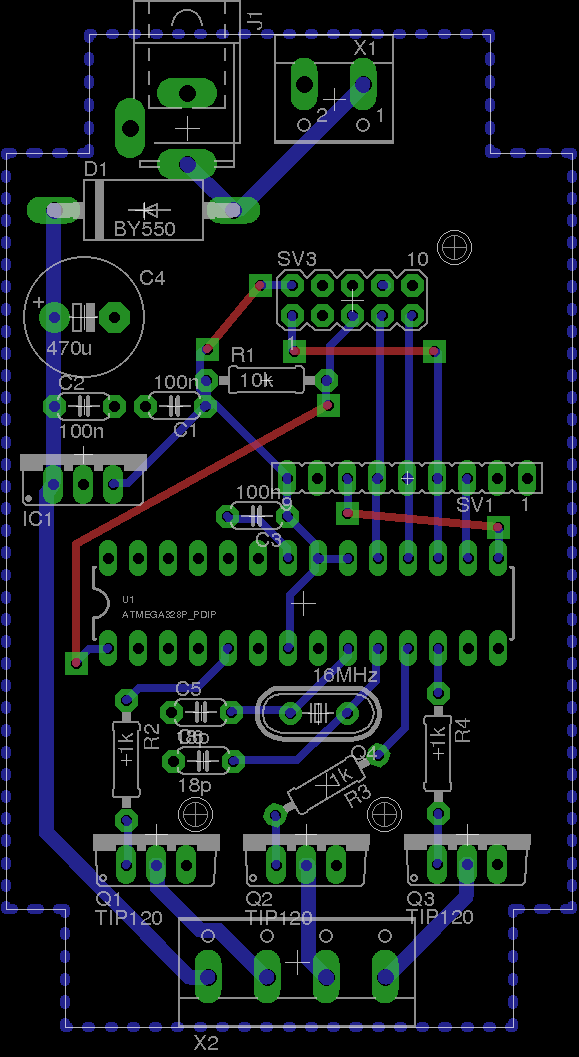 J1
X1
2
1
D1
BY550
SV3
10
C4
+
470u
1
R1
10k
C2
100n
100n
C1
IC1
100n
9
SV1
1
C3
U1
ATMEGA328P_PDIP
16MHz
C5
18p
18p
R2
1k
Q4
1k
R3
1k
R4
Q1
TIP120
Q2
TIP120
Q3
TIP120
X2